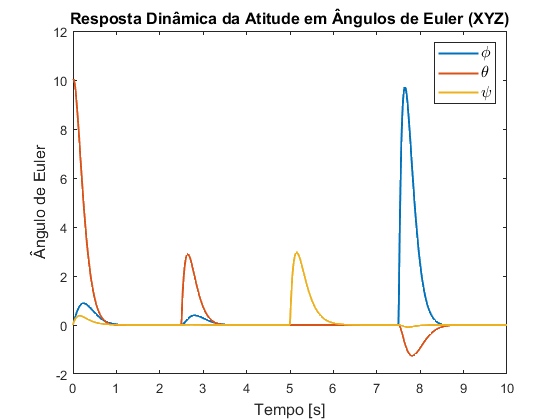 Resposta Dinâmica da Atitude em Ângulos de Euler (XYZ)
12
10
8
6
4
2
0
-2
Ângulo de Euler
ϕ
θ
ψ
0 1 2 3 4 5 6 7 8 9 10
Tempo [s]